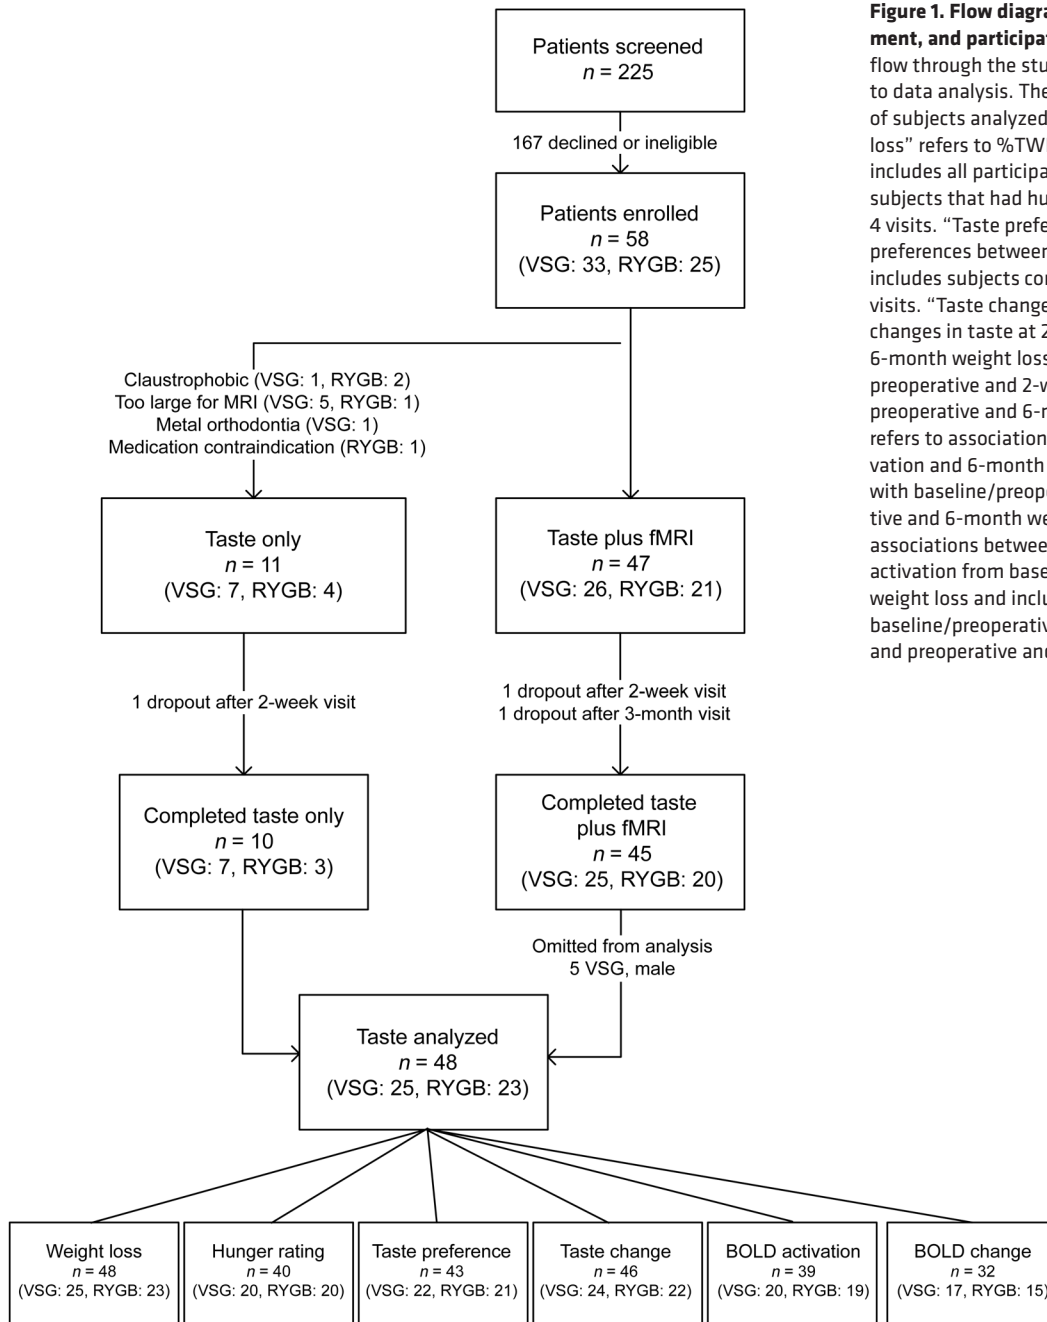 Patients screened
n = 225
167 declined or ineligible
Patients enrolled
n = 58
(VSG: 33, RYGB: 25)
Claustrophobic (VSG: 1, RYGB: 2)
Too large for MRI (VSG: 5, RYGB: 1)
Metal orthodontia (VSG: 1)
Medication contraindication (RYGB: 1)
Taste only
n = 11
(VSG: 7, RYGB: 4)
Taste plus fMRI
n = 47
(VSG: 26, RYGB: 21)
1 dropout after 2-week visit
1 dropout after 2-week visit
1 dropout after 3-month visit
Completed taste only
n = 10
(VSG: 7, RYGB: 3)
Completed taste
plus fMRI
n = 45
(VSG: 25, RYGB: 20)
Omitted from analysis
5 VSG, male
Taste analyzed
n = 48
(VSG: 25, RYGB: 23)
Weight loss
n = 48
(VSG: 25, RYGB: 23)
Hunger rating
n = 40
(VSG: 20, RYGB: 20)
Taste preference
n = 43
(VSG: 22, RYGB: 21)
Taste change
n = 46
(VSG: 24, RYGB: 22)
BOLD activation
n = 39
(VSG: 20, RYGB: 19)
BOLD change
n = 32
(VSG: 17, RYGB: 15)
Figure 1. Flow diagra
ment, and participat
flow through the stu
to data analysis. The
of subjects analyzed
loss” refers to %TW
includes all participa
subjects that had hu
4 visits. “Taste prefe
preferences between
includes subjects co
visits. “Taste change
changes in taste at 2
6-month weight loss
preoperative and 2-w
preoperative and 6-m
refers to association
vation and 6-month
with baseline/preop
tive and 6-month we
associations betwee
activation from base
weight loss and inclu
baseline/preoperativ
and preoperative and